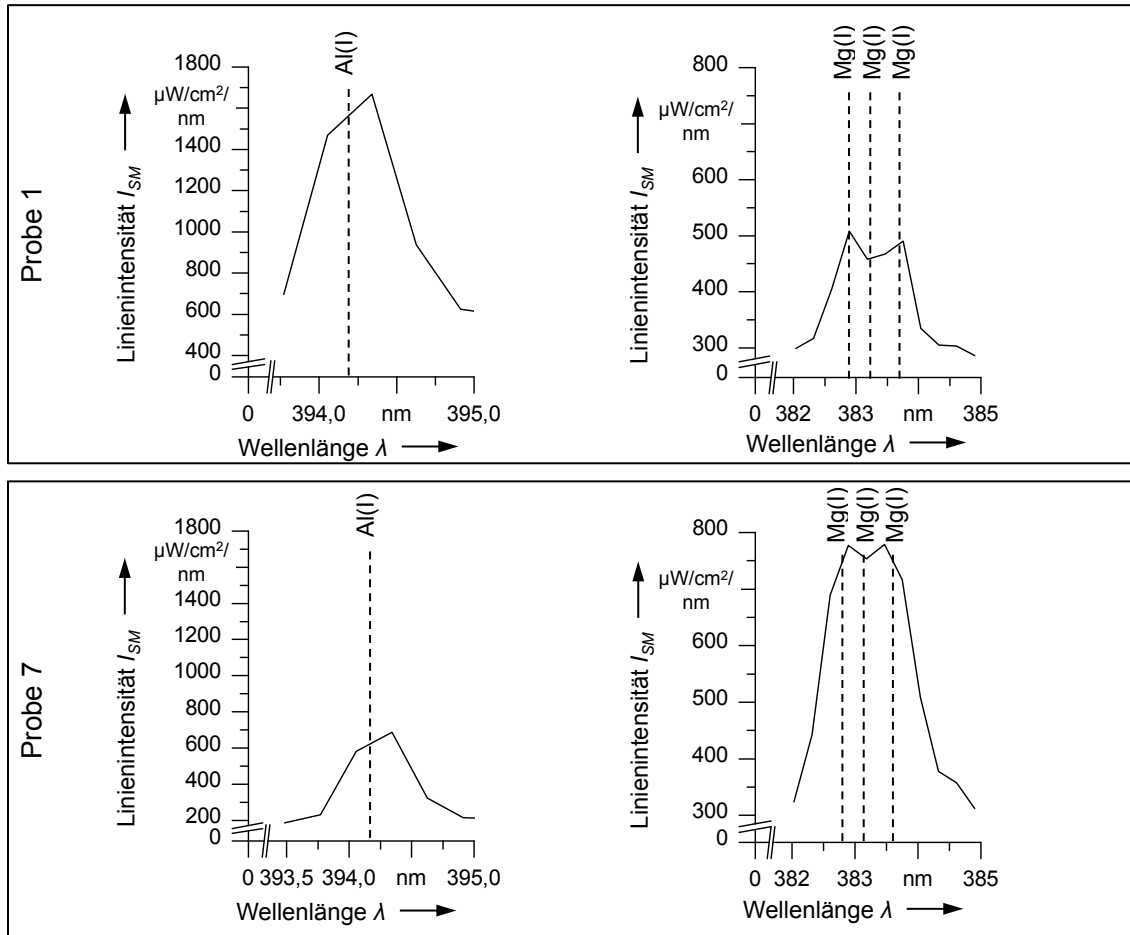 Probe 1
Linienintensität I_SM
1800
µW/cm²/
nm
1600
1400
1200
1000
800
600
400
0
Al(I)
0 394,0 nm 395,0
Wellenlänge λ
Linienintensität I_SM
800
µW/cm²/
nm
600
500
400
300
0
Mg(I) Mg(I) Mg(I)
0 382 383 nm 385
Wellenlänge λ
Probe 7
Linienintensität I_SM
1800
µW/cm²/
nm
1400
1200
1000
800
600
400
200
0
Al(I)
0 393,5 394,0 nm 395,0
Wellenlänge λ
Linienintensität I_SM
800
µW/cm²/
nm
600
500
400
300
0
Mg(I) Mg(I) Mg(I)
0 382 383 nm 385
Wellenlänge λ